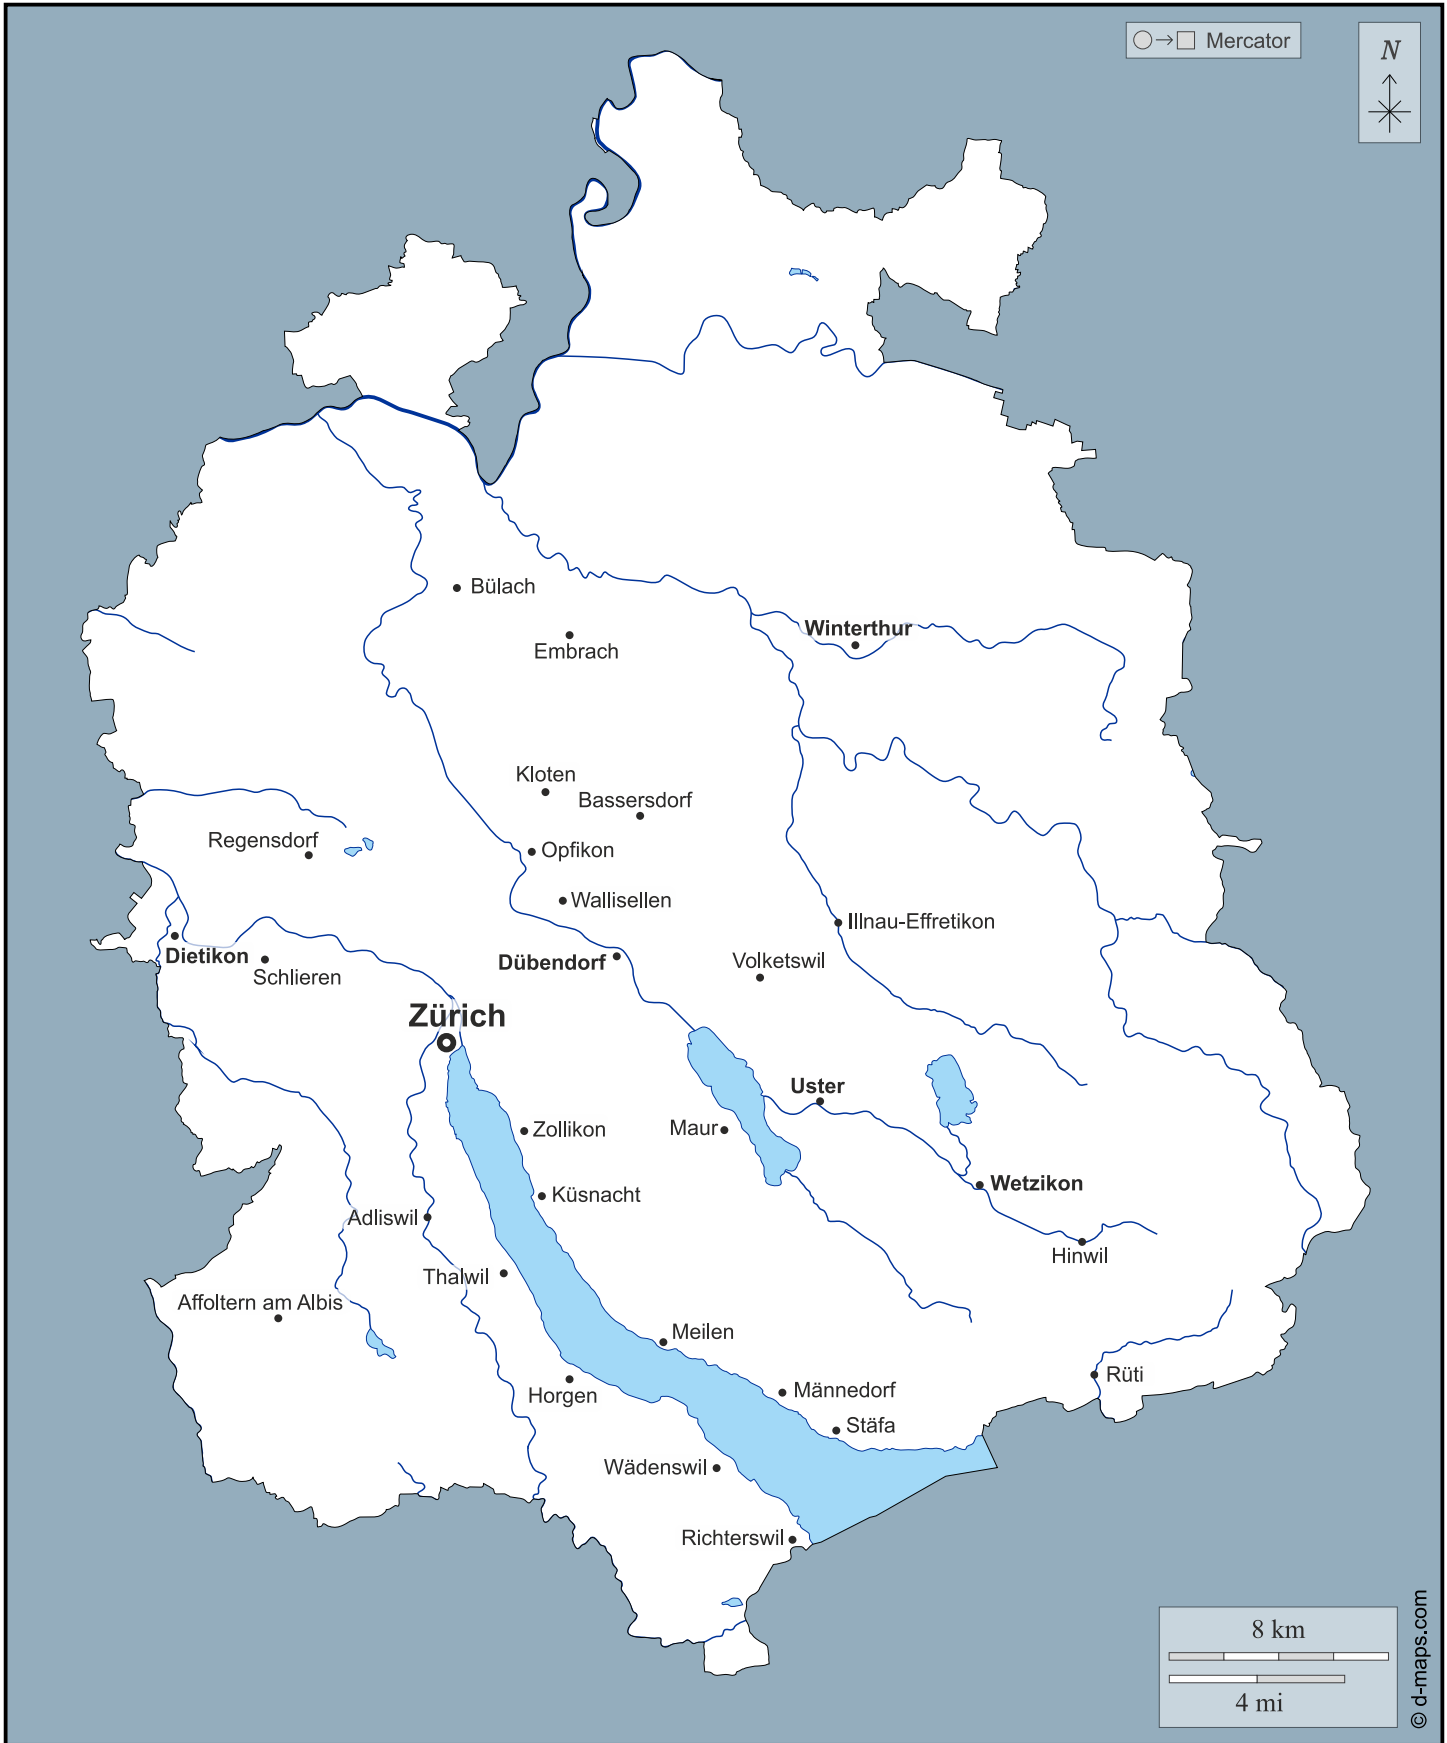 Mercator
N
Bülach
Winterthur
Embrach
Kloten
Bassersdorf
Regensdorf
Opfikon
Wallisellen
Illnau-Effretikon
Dietikon
Schlieren
Dübendorf
Volketswil
Zürich
Uster
Zollikon
Maur
Wetzikon
Küsnacht
Adliswil
Hinwil
Thalwil
Affoltern am Albis
Meilen
Rüti
Männedorf
Horgen
Stäfa
Wädenswil
Richterswil
8 km
4 mi
© d-maps.com